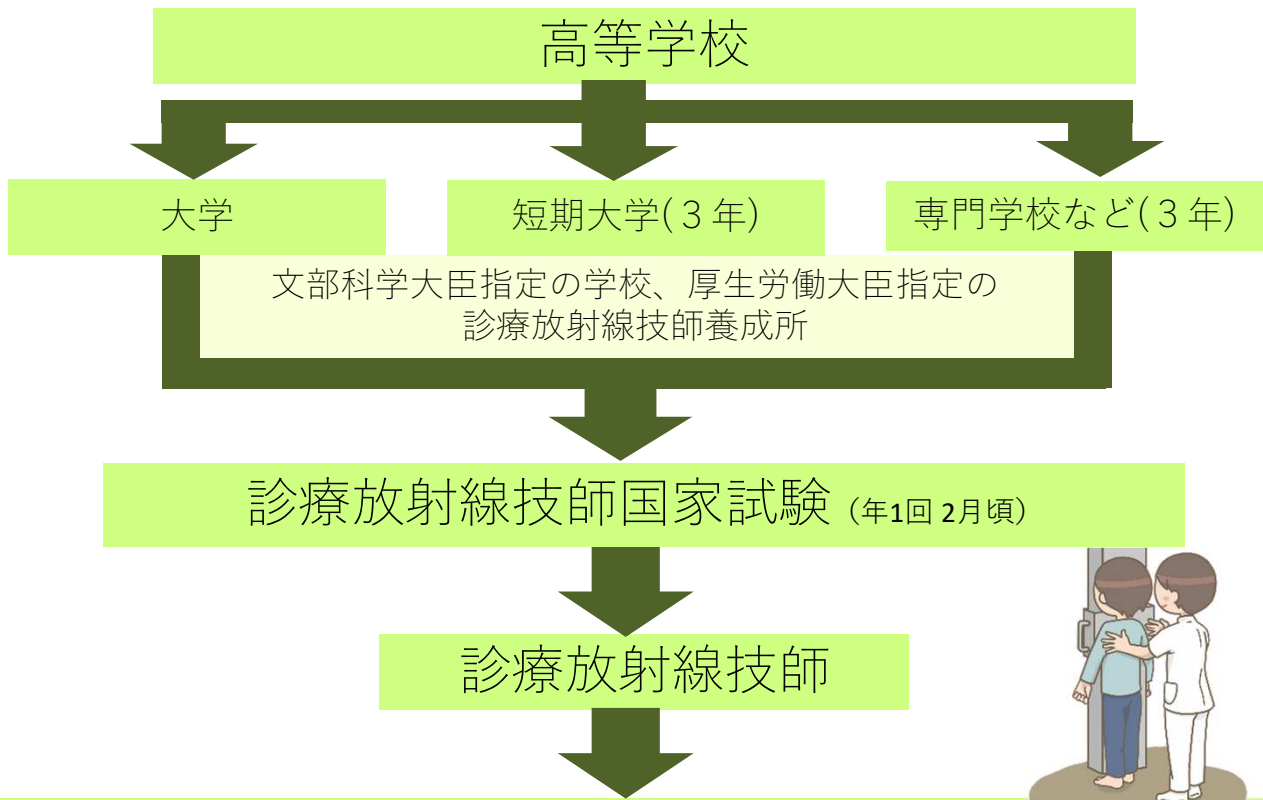 高等学校
大学
短期大学(３年)
専門学校など(３年)
文部科学大臣指定の学校、厚生労働大臣指定の
診療放射線技師養成所
診療放射線技師国家試験（年1回 2月頃）
診療放射線技師